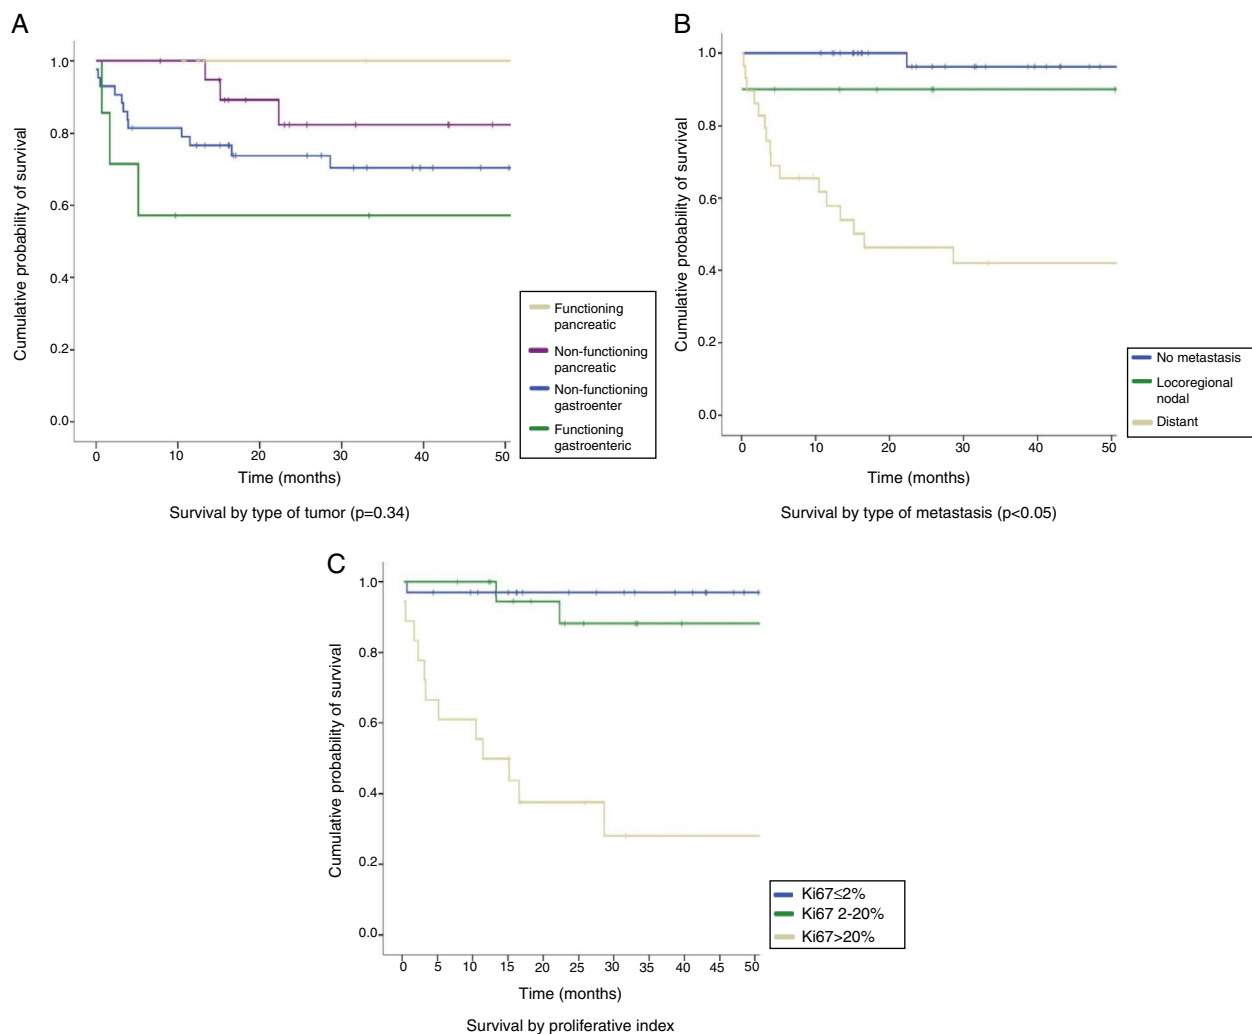 A
Cumulative probability of survival
1.0
0.8
0.6
0.4
0.2
0.0
0 10 20 30 40 50
Time (months)
Functioning
pancreatic
Non-functioning
pancreatic
Non-functioning
gastroenter
Functioning
gastroenteric
Survival by type of tumor (p=0.34)
B
Cumulative probability of survival
1.0
0.8
0.6
0.4
0.2
0.0
0 10 20 30 40 50
Time (months)
No metastasis
Locoregional
nodal
Distant
Survival by type of metastasis (p<0.05)
C
Cumulative probability of survival
1.0
0.8
0.6
0.4
0.2
0.0
0 5 10 15 20 25 30 35 40 45 50
Time (months)
Ki67≤2%
Ki67 2-20%
Ki67>20%
Survival by proliferative index